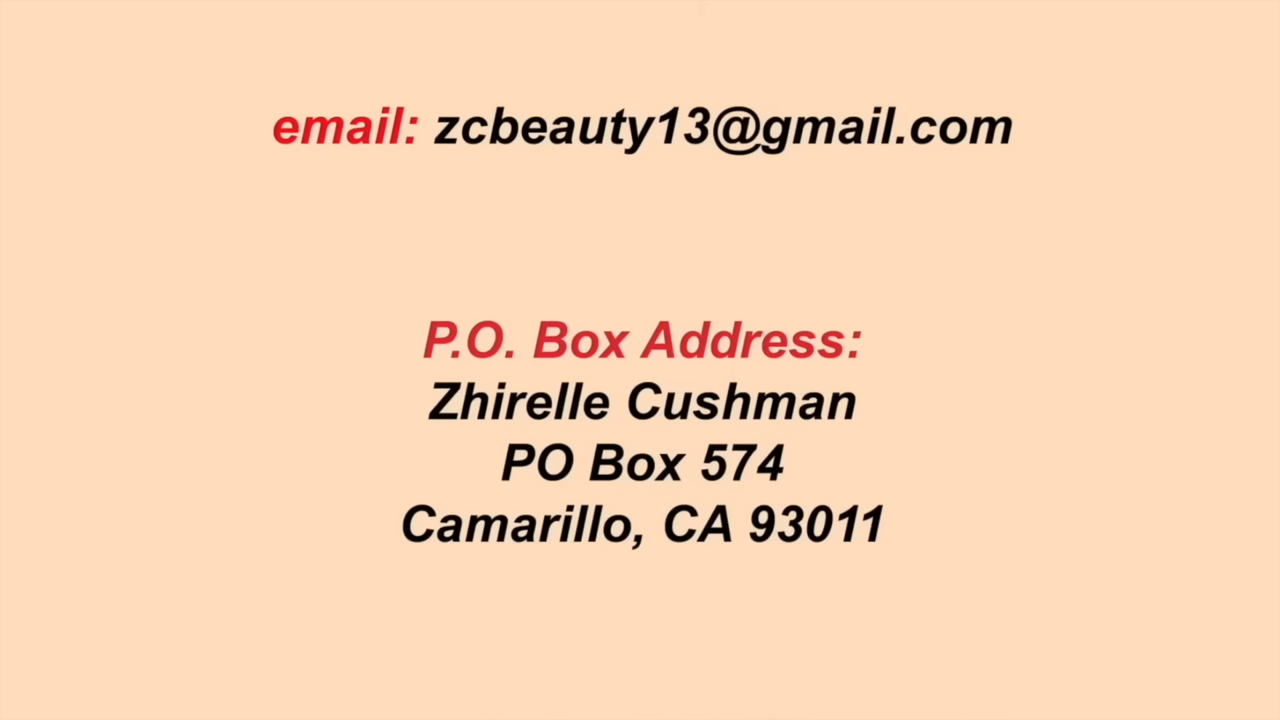 email: zcbeauty13@gmail.com
P.O. Box Address:
Zhirelle Cushman
PO Box 574
Camarillo, CA 93011